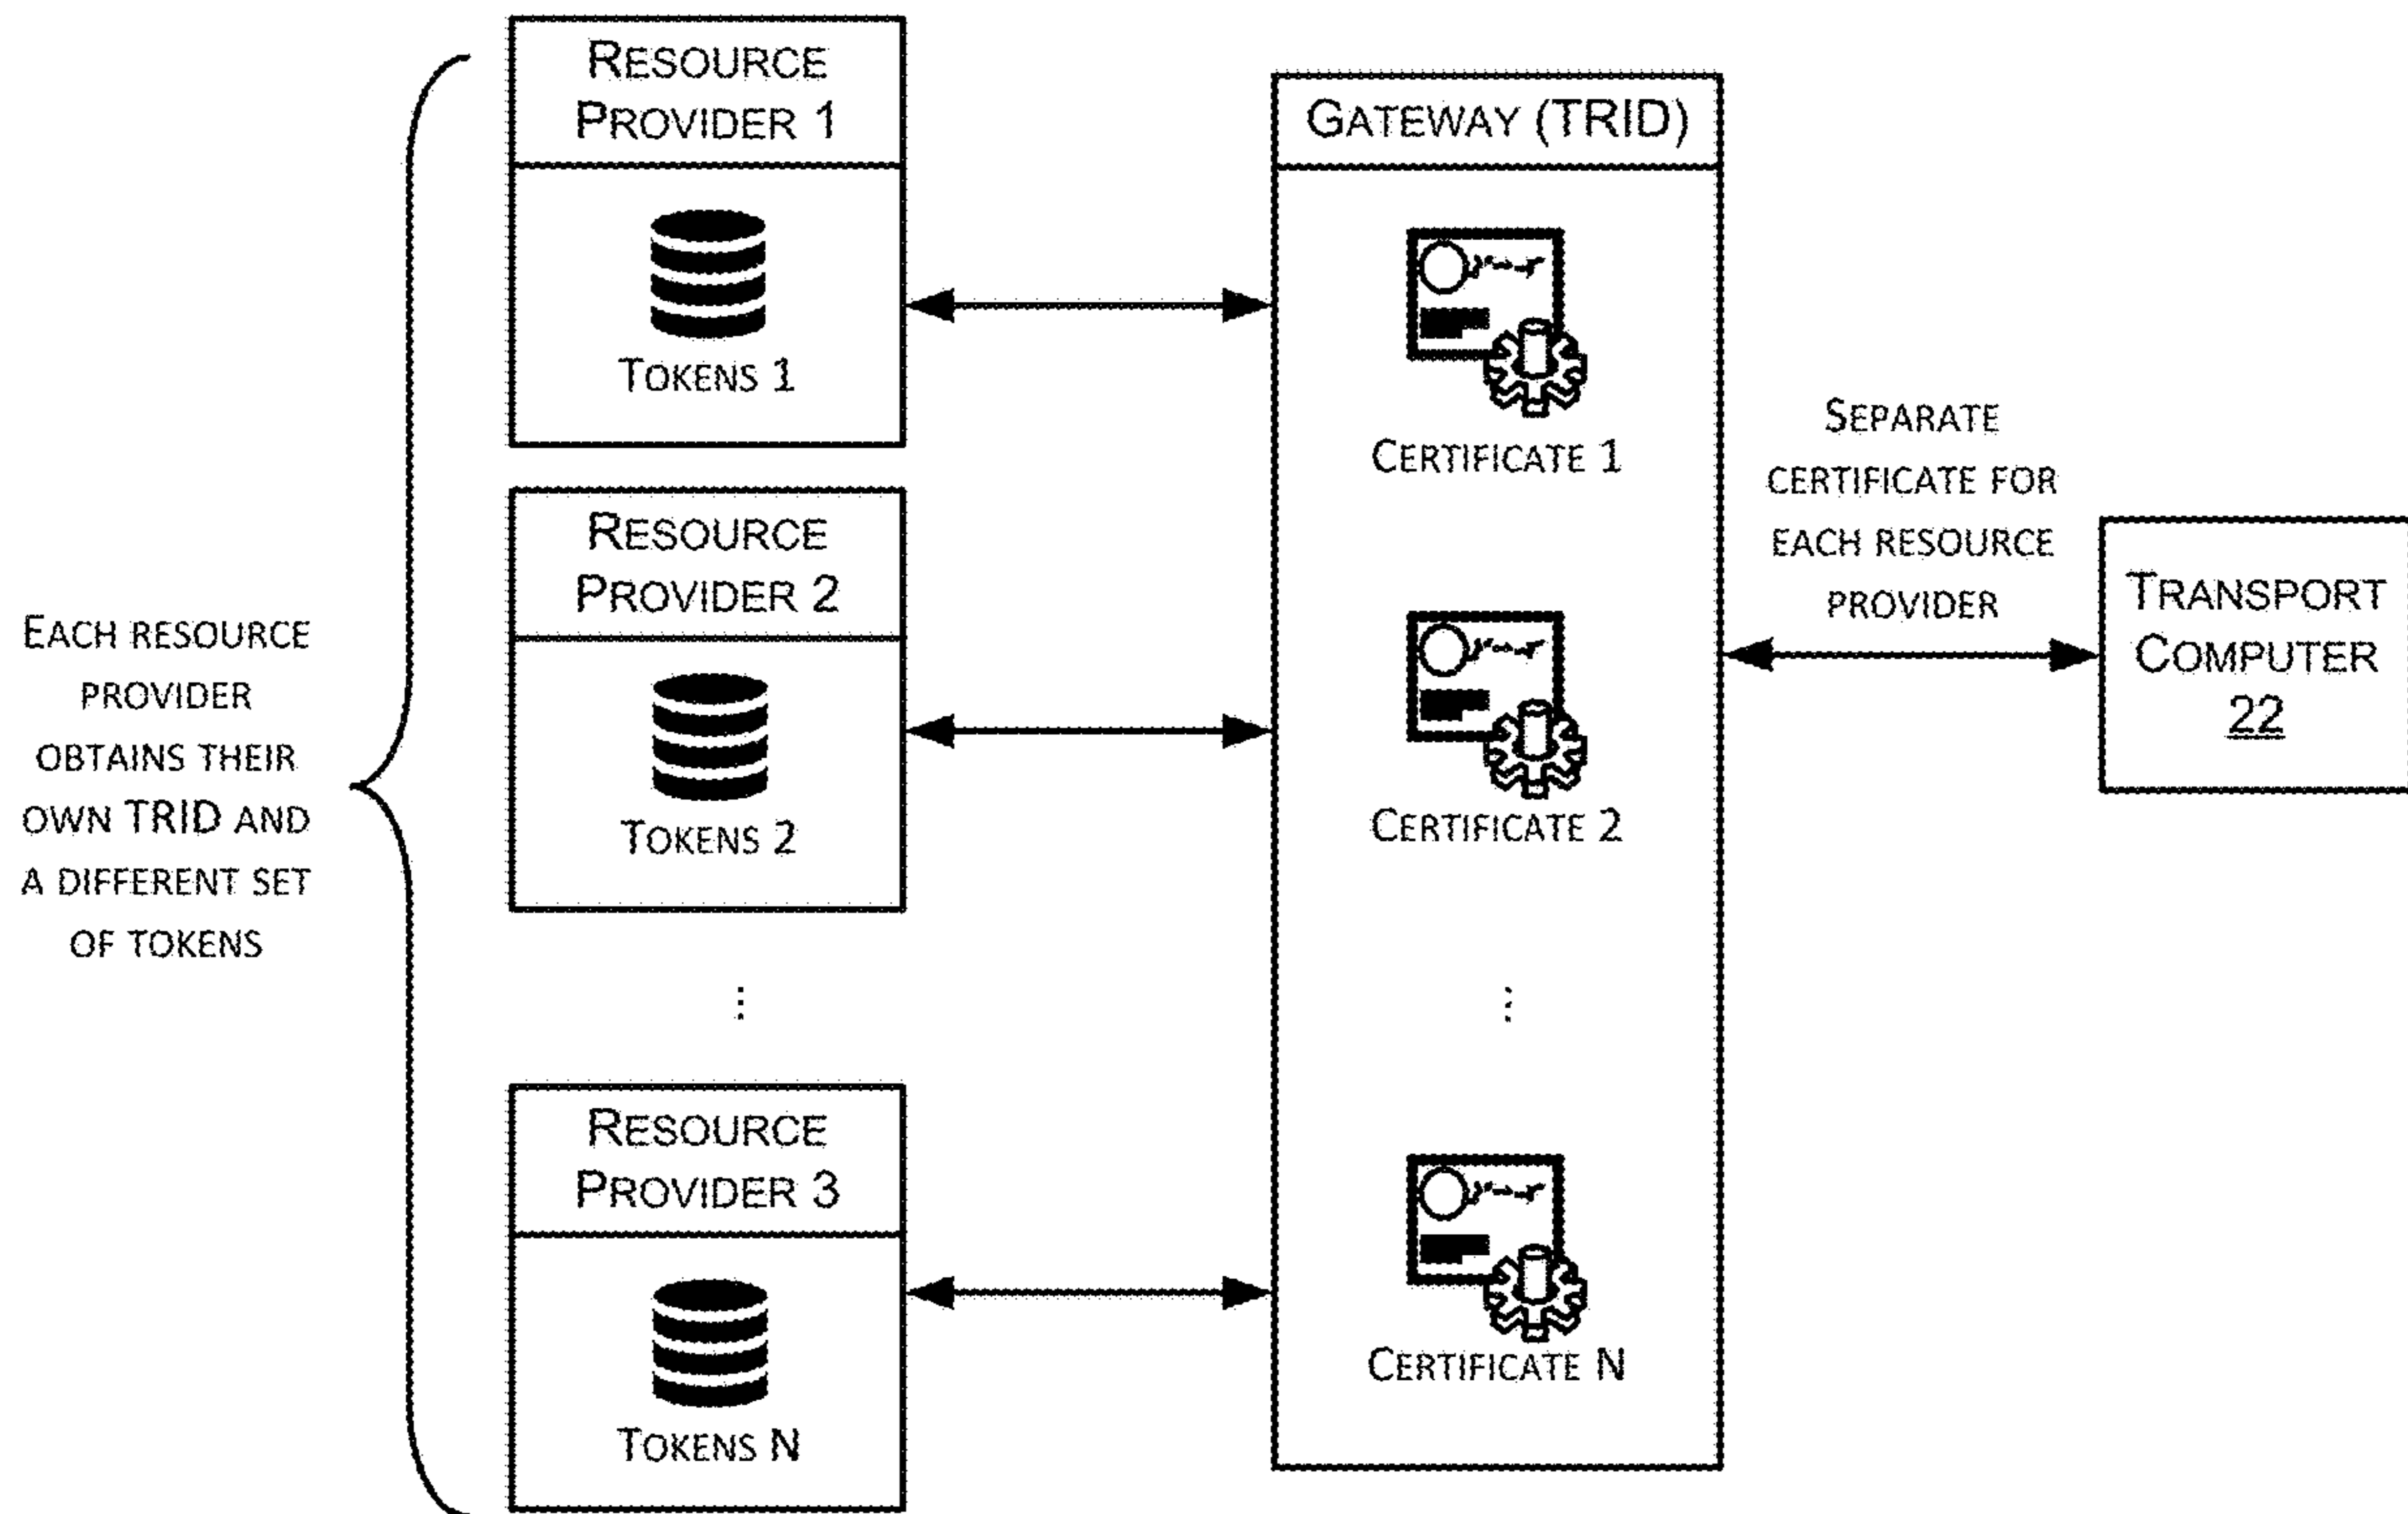 EACH RESOURCE
PROVIDER
OBTAINS THEIR
OWN TRID AND
A DIFFERENT SET
OF TOKENS
RESOURCE
PROVIDER 1
TOKENS 1
RESOURCE
PROVIDER 2
TOKENS 2
⋮
RESOURCE
PROVIDER 3
TOKENS N
GATEWAY (TRID)
CERTIFICATE 1
CERTIFICATE 2
⋮
CERTIFICATE N
SEPARATE
CERTIFICATE FOR
EACH RESOURCE
PROVIDER
TRANSPORT
COMPUTER
22